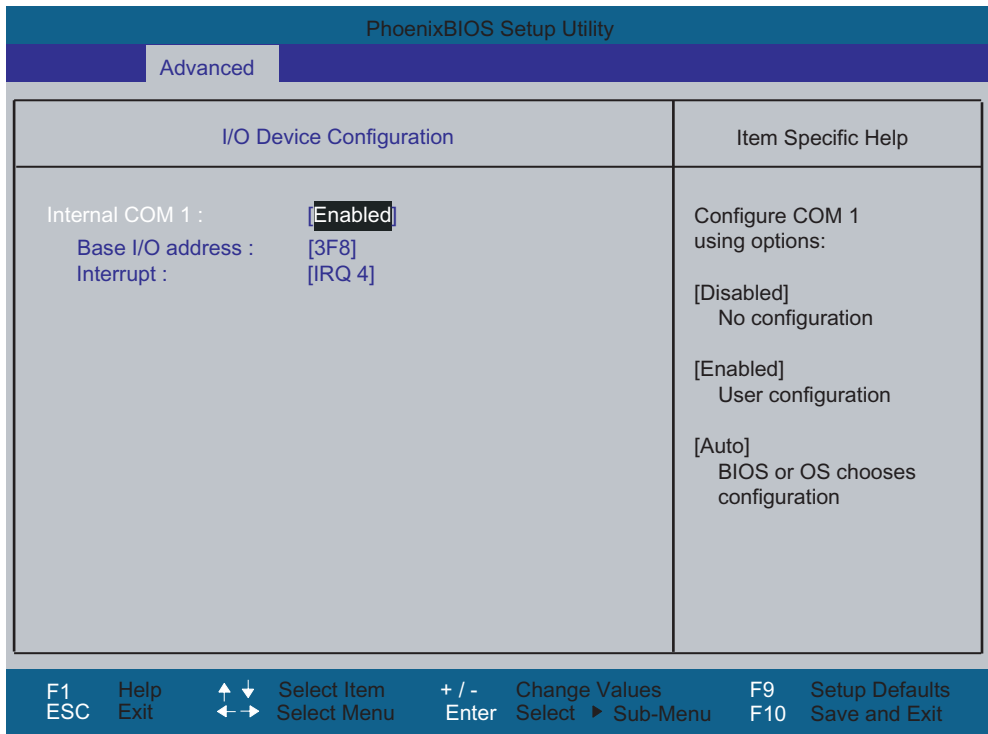 PhoenixBIOS Setup Utility
Advanced
I/O Device Configuration
Item Specific Help
Internal COM 1 : [Enabled]
Base I/O address : [3F8]
Interrupt : [IRQ 4]
Configure COM 1
using options:
[Disabled]
No configuration
[Enabled]
User configuration
[Auto]
BIOS or OS chooses
configuration
F1 Help Select Item + / - Change Values F9 Setup Defaults
ESC Exit Select Menu Enter Select Sub-Menu F10 Save and Exit